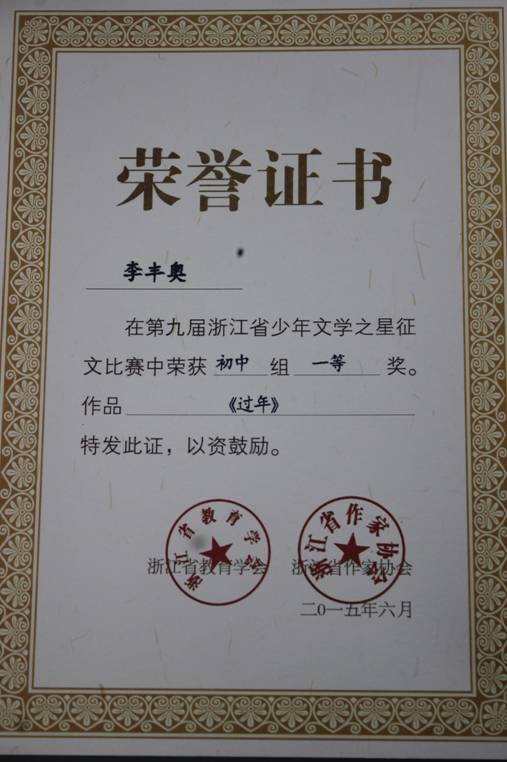 荣誉证书
李丰奥
在第九届浙江省少年文学之星征
文比赛中荣获 初中 组 一等 奖。
作品 《过年》
特发此证，以资鼓励。
浙江省教育学会
浙江省作家协会
浙江省教育学会 浙江省作家协会
二〇一五年六月